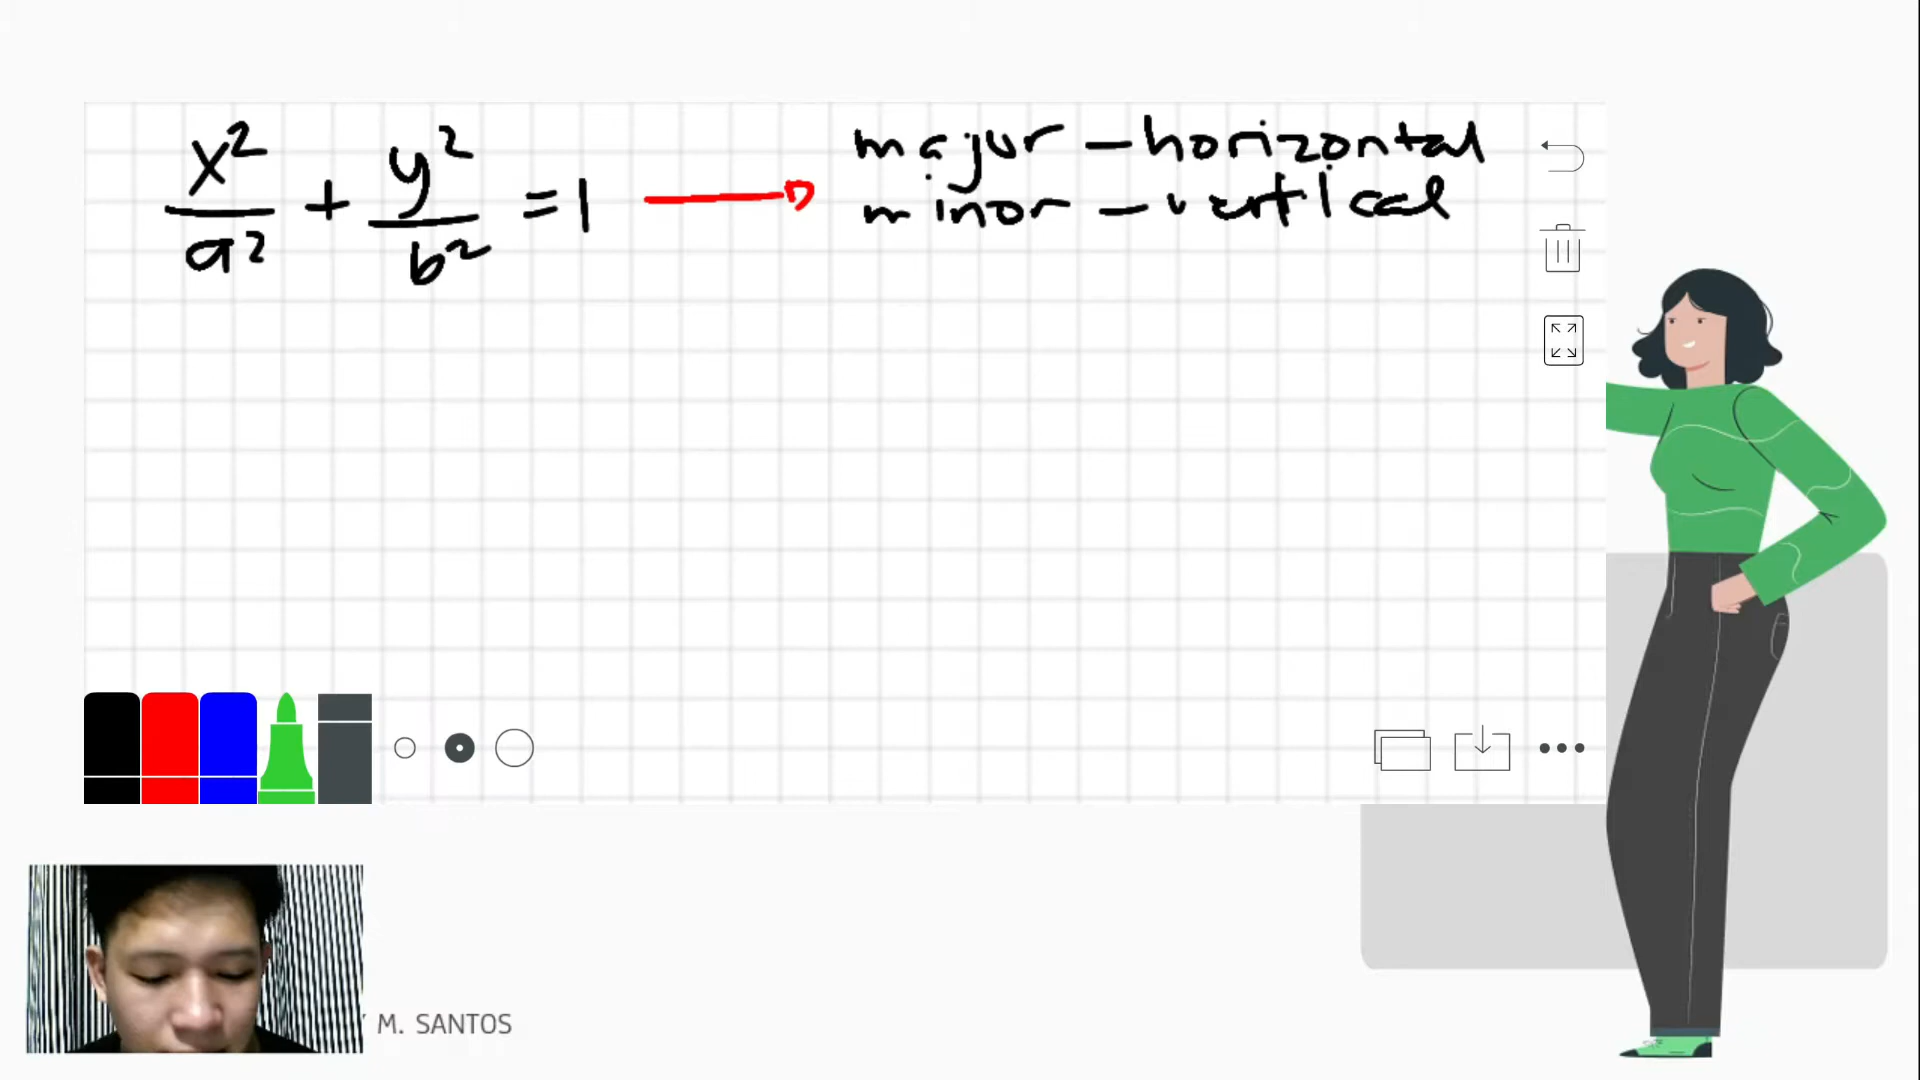 x²/a² + y²/b² = 1
major – horizontal
minor – vertical
M. SANTOS